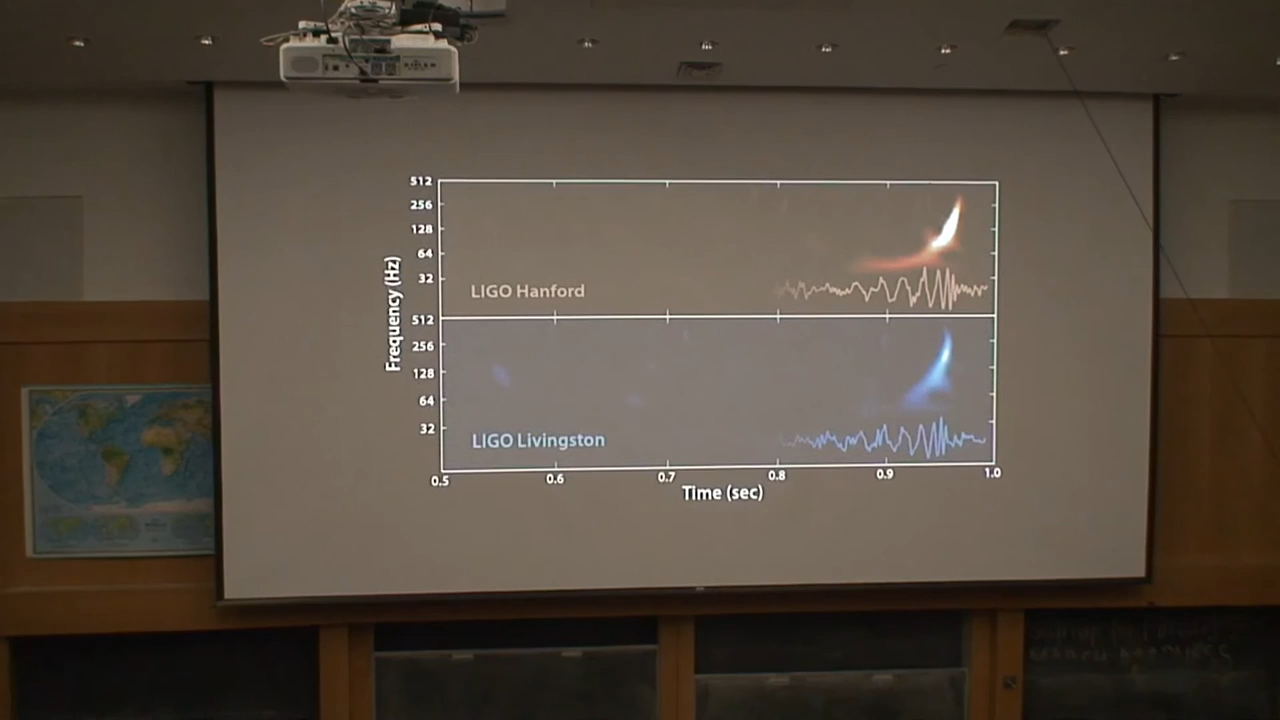 512
256
128
64
32
LIGO Hanford
512
256
128
64
32
LIGO Livingston
Frequency (Hz)
0.5 0.6 0.7 0.8 0.9 1.0
Time (sec)